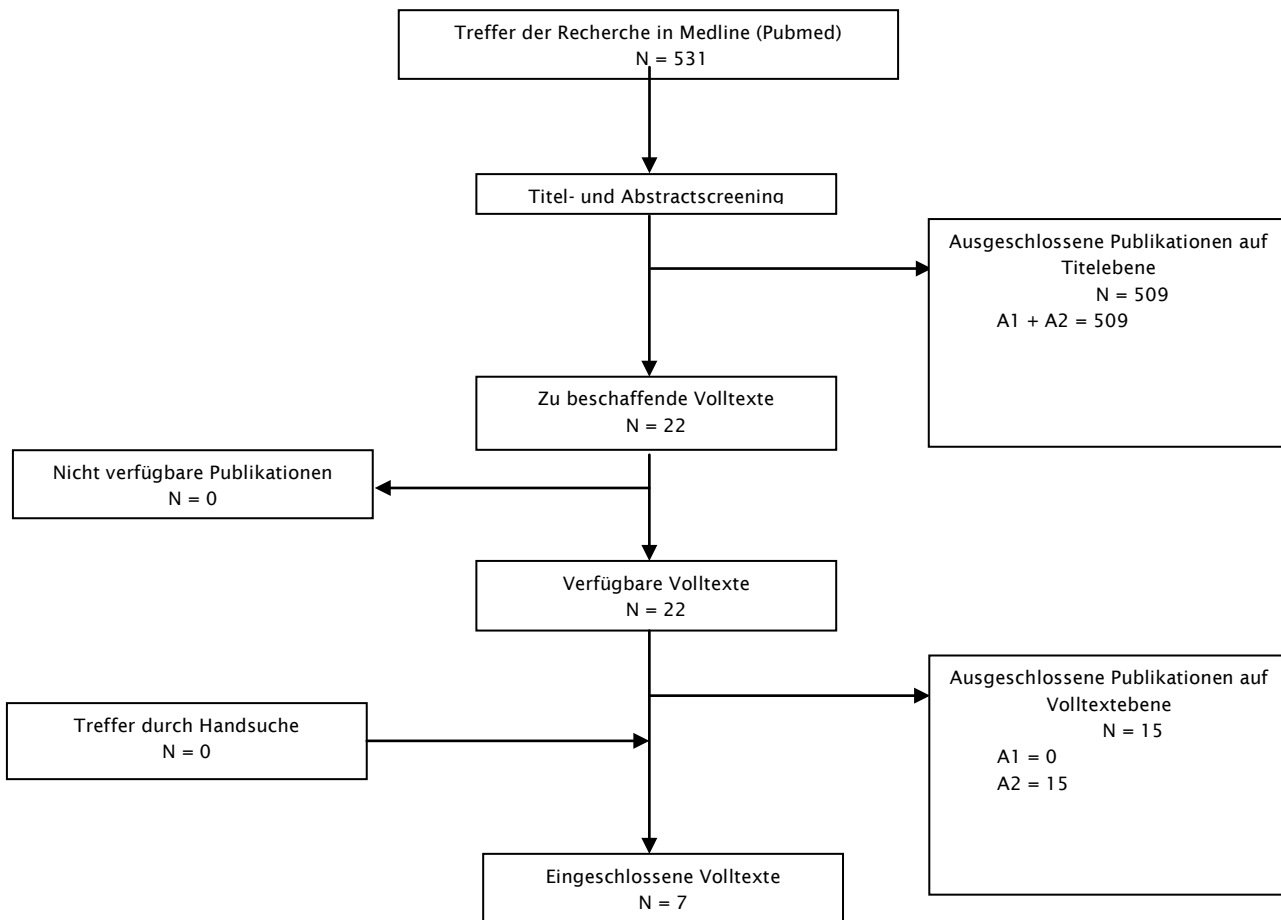 Treffer der Recherche in Medline (Pubmed)
N = 531
Titel- und Abstractscreening
Ausgeschlossene Publikationen auf
Titelebene
N = 509
A1 + A2 = 509
Zu beschaffende Volltexte
N = 22
Nicht verfügbare Publikationen
N = 0
Verfügbare Volltexte
N = 22
Ausgeschlossene Publikationen auf
Volltextebene
N = 15
A1 = 0
A2 = 15
Treffer durch Handsuche
N = 0
Eingeschlossene Volltexte
N = 7